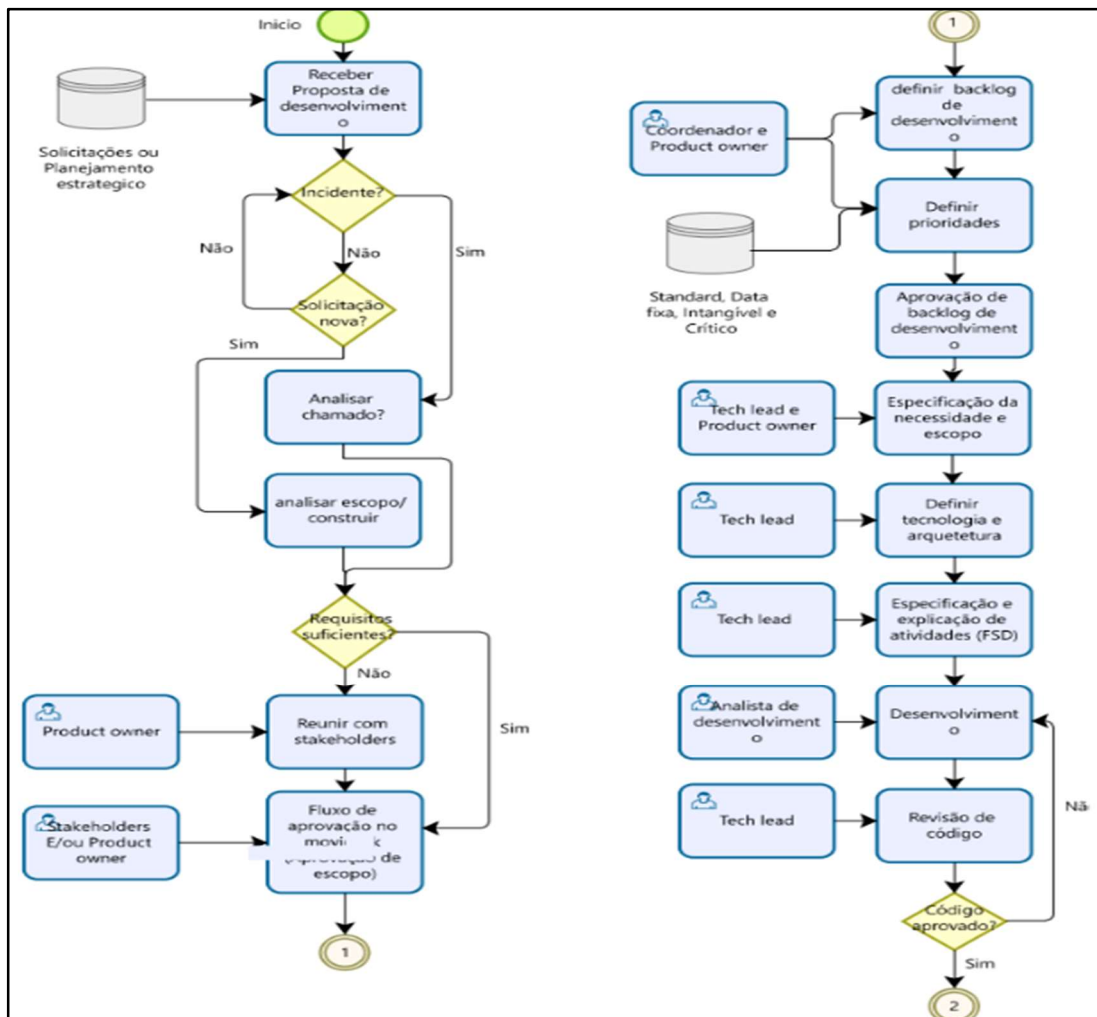 Inicio
Receber
Proposta de
desenvolviment
o
Solicitações ou
Planejamento
estrategico
Incidente?
Não
Não
Sim
Solicitação
nova?
Sim
Analisar
chamado?
analisar escopo/
construir
Requisitos
suficientes?
Não
Sim
Product owner
Reunir com
stakeholders
Stakeholders
E/ou Product
owner
Fluxo de
aprovação no
(Aprovação de
escopo)
1
1
definir backlog
de
desenvolviment
o
Coordenador e
Product owner
Definir
prioridades
Standard, Data
fixa, Intangível e
Crítico
Aprovação de
backlog de
desenvolviment
o
Tech lead e
Product owner
Especificação da
necessidade e
escopo
Tech lead
Definir
tecnologia e
arquetetura
Tech lead
Especificação e
explicação de
atividades (FSD)
Analista de
desenvolviment
o
Desenvolviment
o
Tech lead
Revisão de
código
Nã
Código
aprovado?
Sim
2